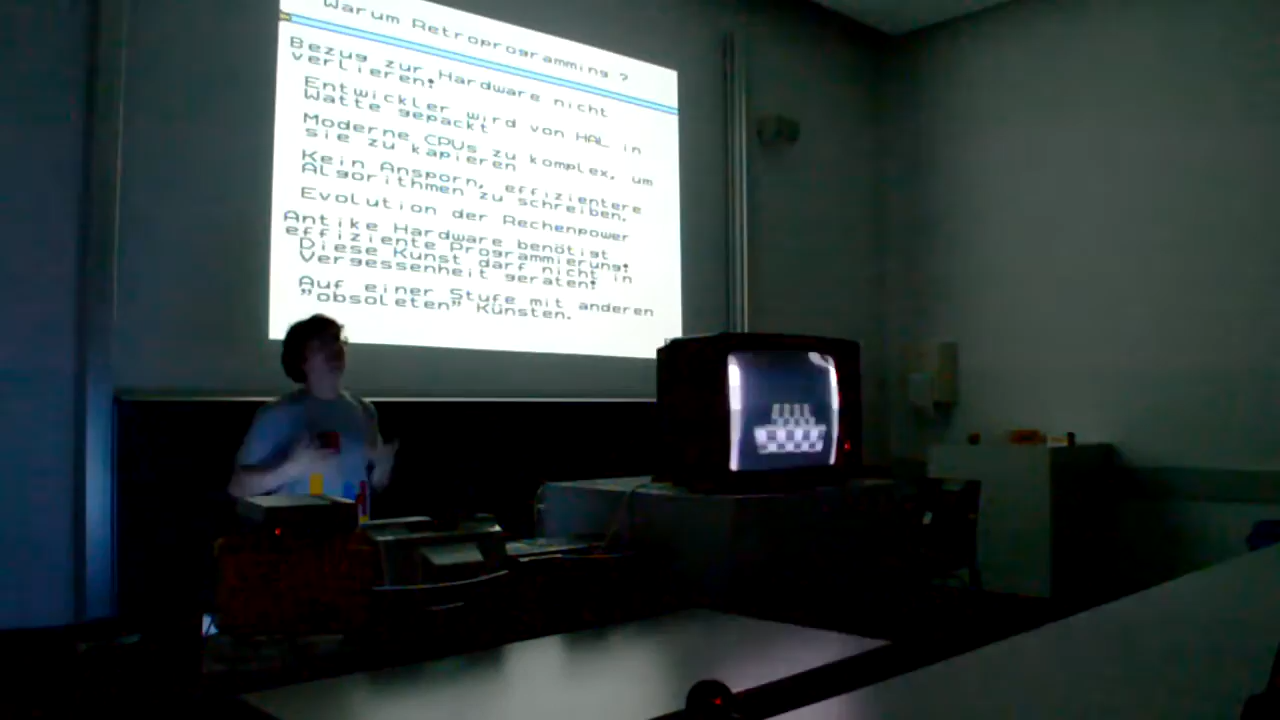 Warum Retroprogramming ?
Bezug zur Hardware nicht
verlieren!
Entwickler wird von HAL in
Watte gepackt
Moderne CPUs zu komplex, um
sie zu kapieren
Kein Ansporn, effizientere
Algorithmen zu schreiben.
Evolution der Rechenpower
Antike Hardware benötigt
effiziente Programmierung!
Diese Kunst darf nicht in
Vergessenheit geraten!
Auf einer Stufe mit anderen
"obsoleten" Künsten.